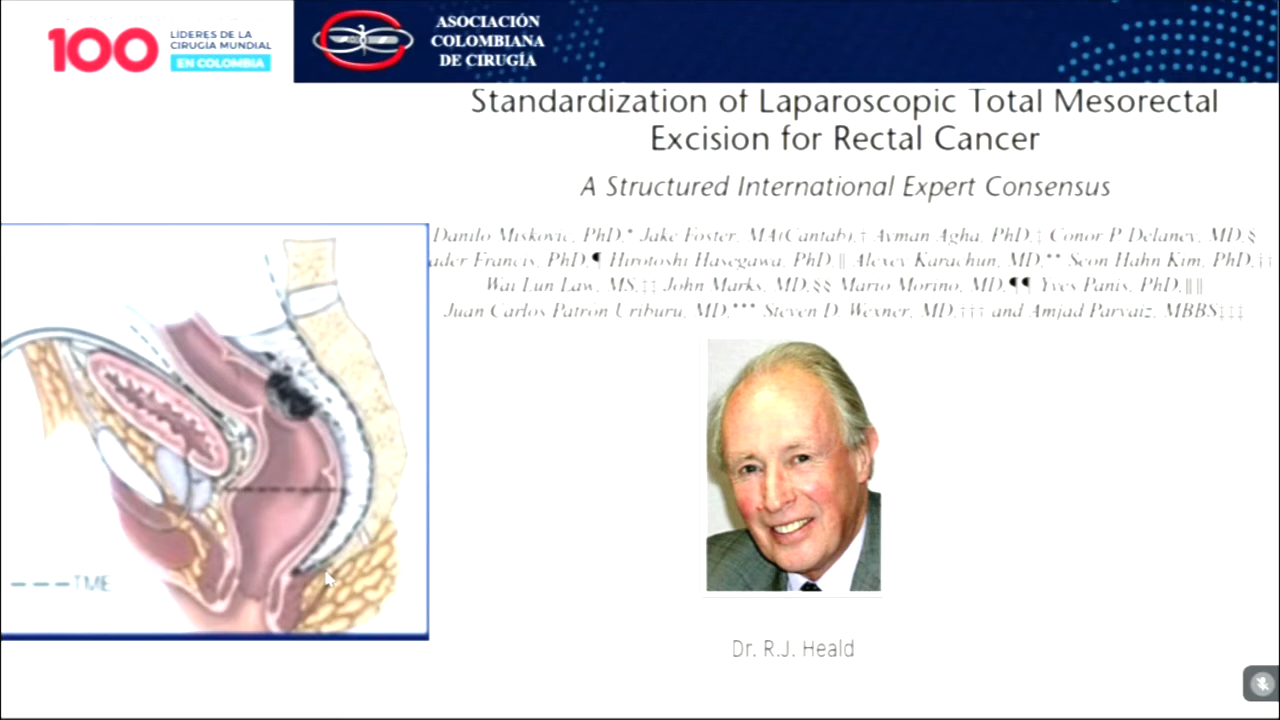 100
LÍDERES DE LA
CIRUGÍA MUNDIAL
EN COLOMBIA
ASOCIACIÓN
COLOMBIANA
DE CIRUGÍA
Standardization of Laparoscopic Total Mesorectal
Excision for Rectal Cancer
A Structured International Expert Consensus
Danilo Miskovic, PhD,* Jake Foster, MA(Cantab),† Ayman Agha, PhD,‡ Conor P. Delaney, MD,§
ader Francis, PhD,¶ Hirotoshi Hasegawa, PhD,|| Alexey Karachun, MD,** Seon Hahn Kim, PhD,††
Wai Lun Law, MS,‡‡ John Marks, MD,§§ Mario Morino, MD,¶¶ Yves Panis, PhD,||||
Juan Carlos Patrón Uriburu, MD,*** Steven D. Wexner, MD,††† and Amjad Parvaiz, MBBS‡‡‡
TME
Dr. R.J. Heald